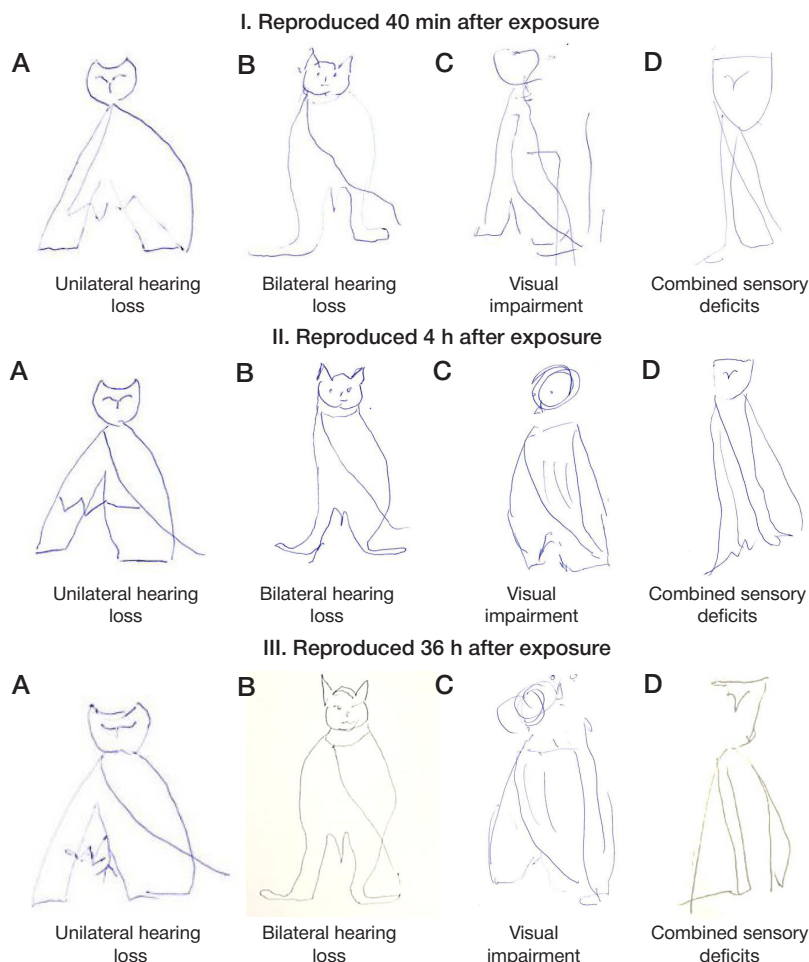 I. Reproduced 40 min after exposure
A B C D
Unilateral hearing loss
Bilateral hearing loss
Visual impairment
Combined sensory deficits
II. Reproduced 4 h after exposure
A B C D
Unilateral hearing loss
Bilateral hearing loss
Visual impairment
Combined sensory deficits
III. Reproduced 36 h after exposure
A B C D
Unilateral hearing loss
Bilateral hearing loss
Visual impairment
Combined sensory deficits